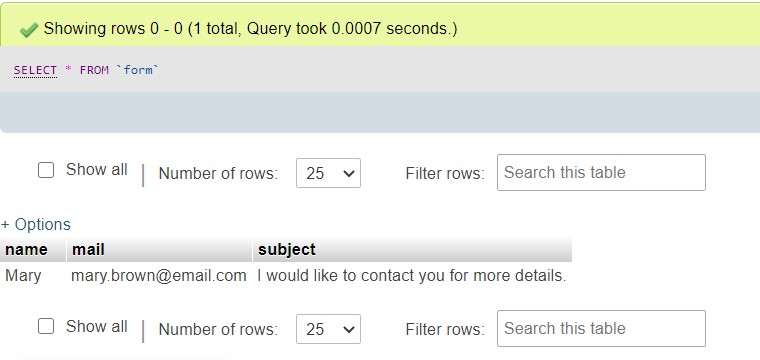 Showing rows 0 - 0 (1 total, Query took 0.0007 seconds.)
SELECT * FROM `form`
Show all | Number of rows: 25 Filter rows: Search this table
+ Options
name mail subject
Mary mary.brown@email.com I would like to contact you for more details.
Show all | Number of rows: 25 Filter rows: Search this table